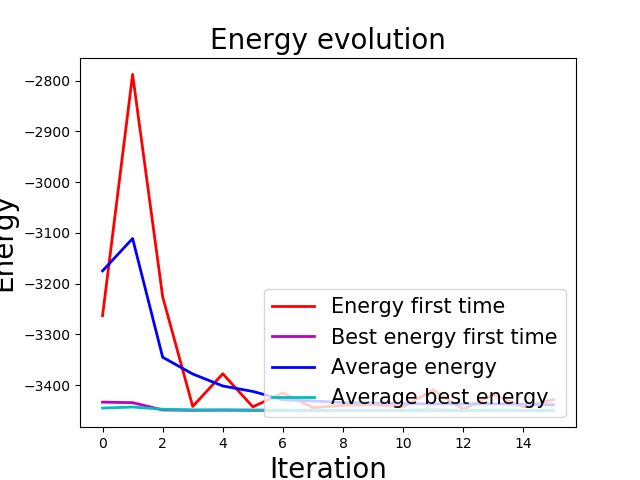 Energy evolution
Energy
−2800
−2900
−3000
−3100
−3200
−3300
−3400
Energy first time
Best energy first time
Average energy
Average best energy
0 2 4 6 8 10 12 14
Iteration